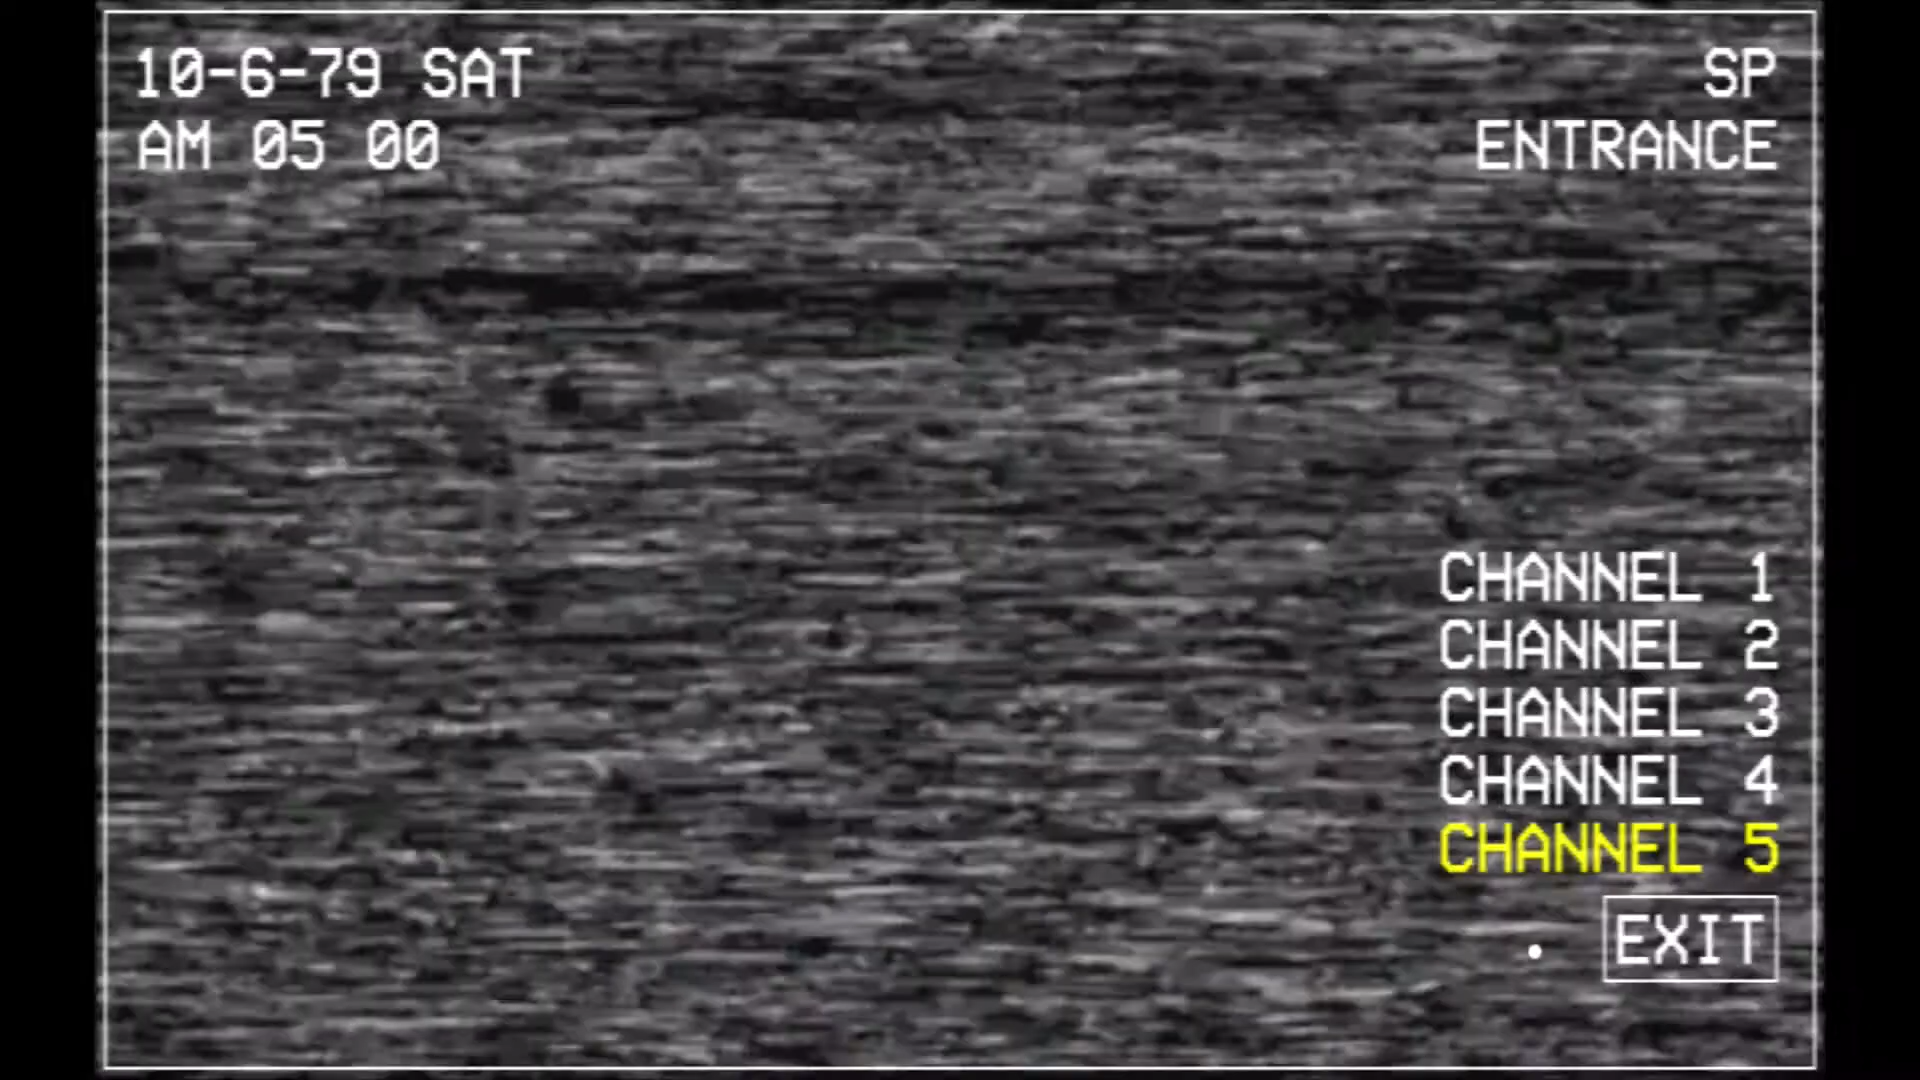 10-6-79 SAT
AM 05 00
SP
ENTRANCE
CHANNEL 1
CHANNEL 2
CHANNEL 3
CHANNEL 4
CHANNEL 5
EXIT